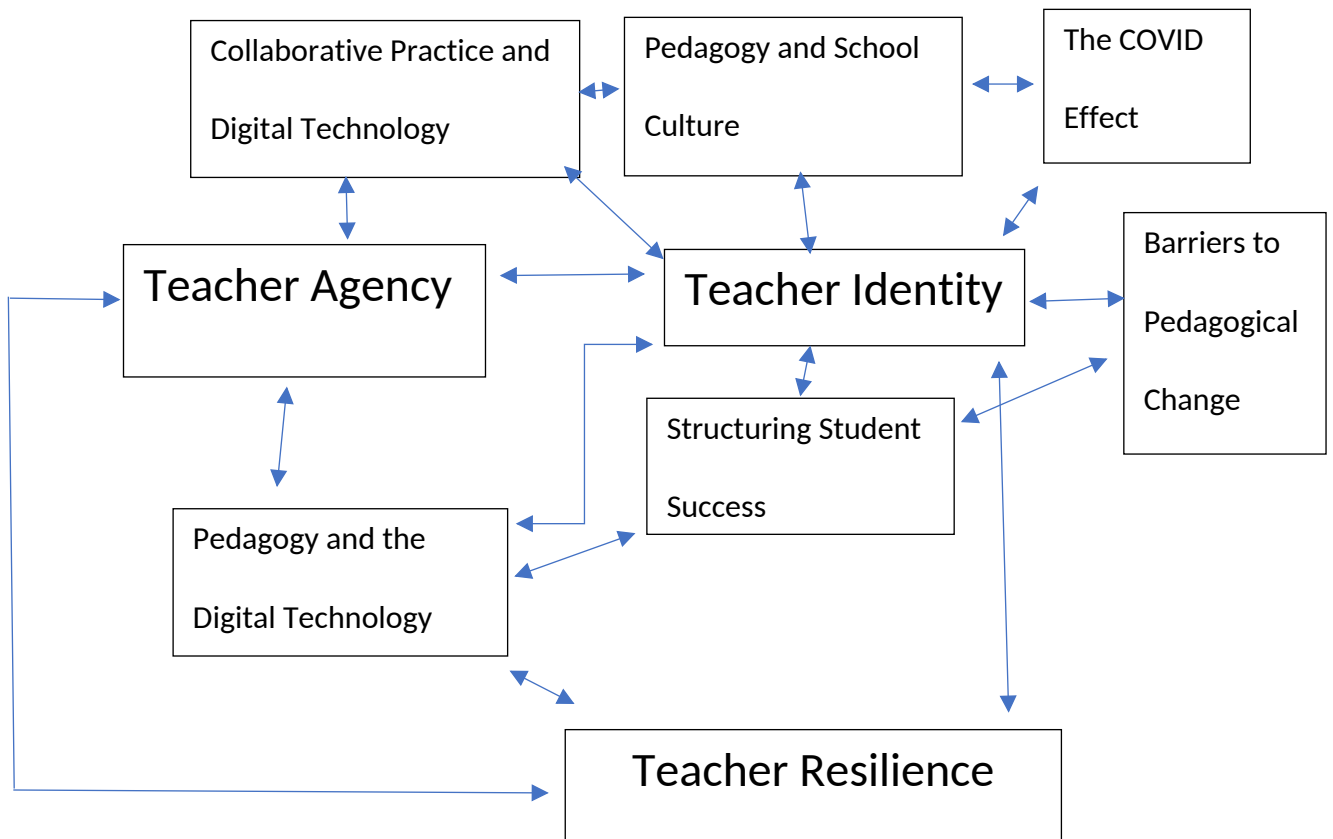 Collaborative Practice and
Digital Technology
Pedagogy and School
Culture
The COVID
Effect
Teacher Agency
Teacher Identity
Barriers to
Pedagogical
Change
Structuring Student
Success
Pedagogy and the
Digital Technology
Teacher Resilience